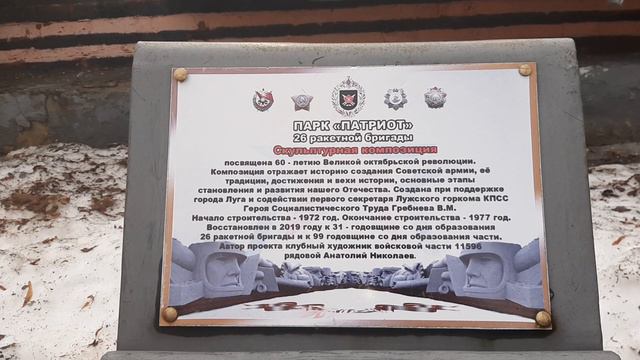 ПАРК «ПАТРИОТ»
26 ракетной бригады
Скульптурная композиция
посвящена 60 - летию Великой октябрьской революции.
Композиция отражает историю создания Советской армии, её
традиции, достижения и вехи истории, основные этапы
становления и развития нашего Отечества. Создана при поддержке
города Луга и содействии первого секретаря Лужского горкома КПСС
Героя Социалистического Труда Гребнева В.М.
Начало строительства - 1972 год. Окончание строительства - 1977 год.
Восстановлен в 2019 году к 31 - годовщине со дня образования
26 ракетной бригады и к 99 годовщине со дня образования части.
Автор проекта клубный художник войсковой части 11596
рядовой Анатолий Николаев.